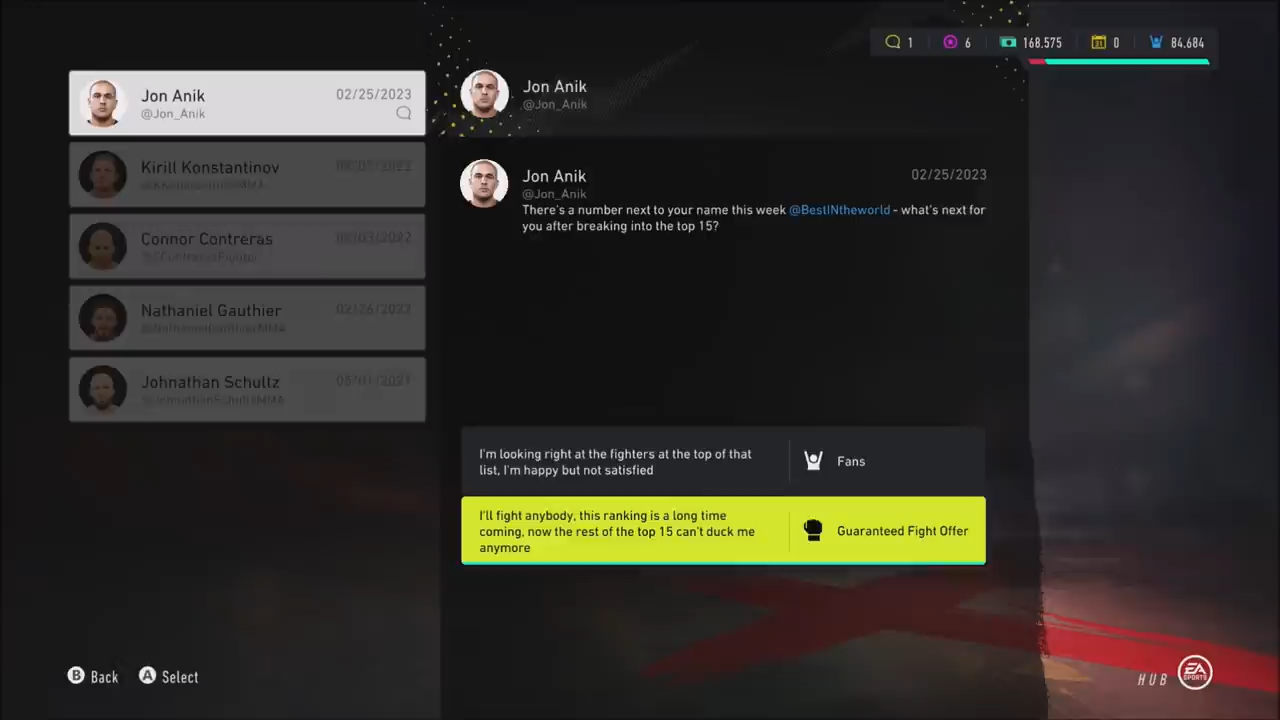 1 6 168.575 31 0 84.684
Jon Anik 02/25/2023
@Jon_Anik
Kirill Konstantinov
Connor Contreras
Nathaniel Gauthier
Johnathan Schultz
Jon Anik
@Jon_Anik
Jon Anik 02/25/2023
@Jon_Anik
There's a number next to your name this week @BestINtheworld - what's next for
you after breaking into the top 15?
I'm looking right at the fighters at the top of that
list, I'm happy but not satisfied
Fans
I'll fight anybody, this ranking is a long time
coming, now the rest of the top 15 can't duck me
anymore
Guaranteed Fight Offer
B Back A Select
HUB EA SPORTS